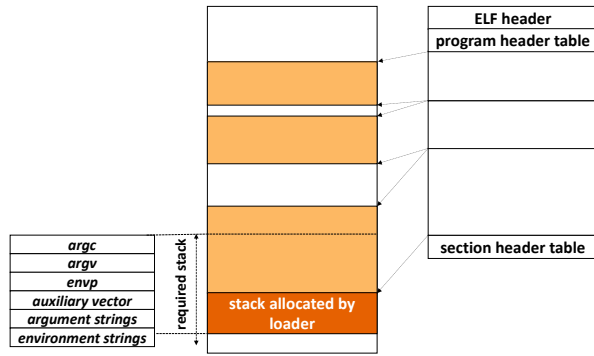 ELF header
program header table
section header table
argc
argv
envp
auxiliary vector
argument strings
environment strings
required stack
stack allocated by
loader